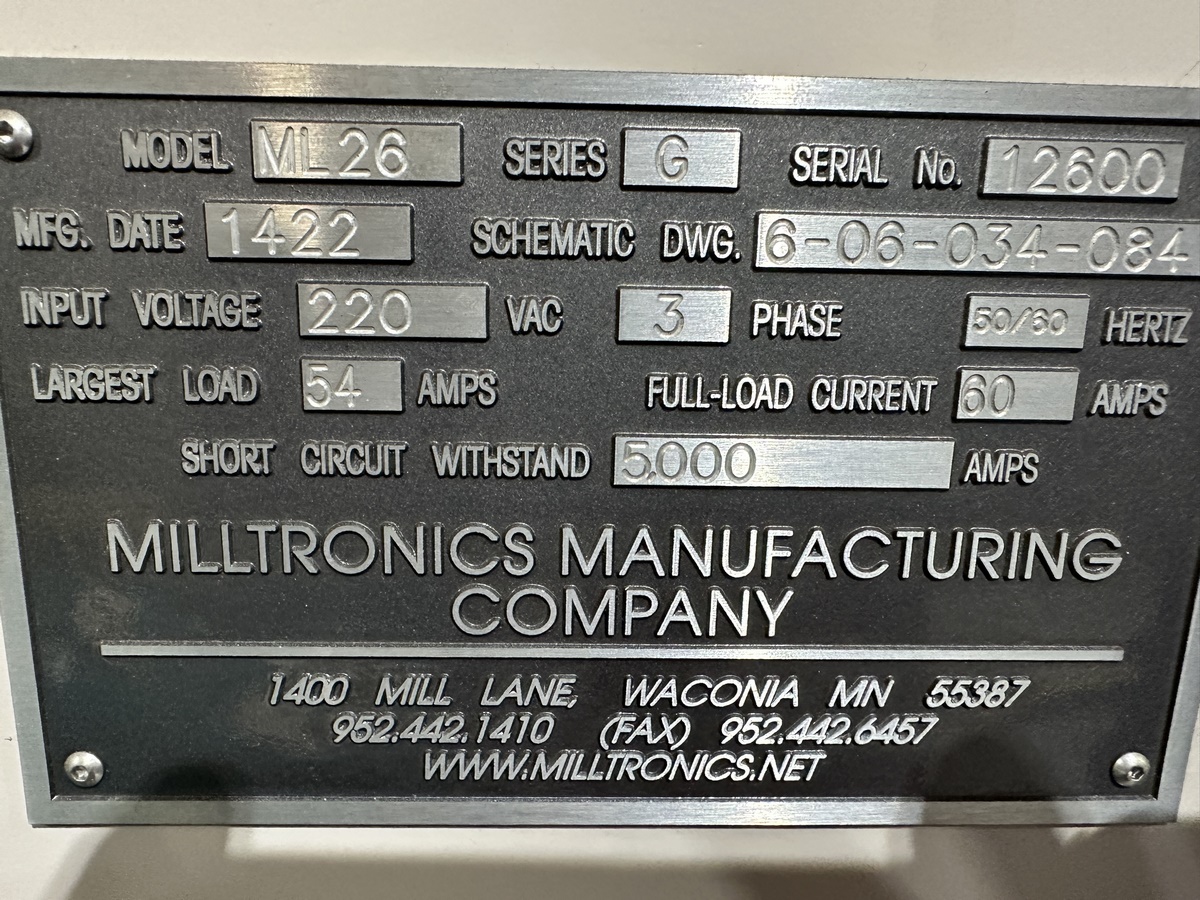 MODEL ML26 SERIES G SERIAL No. 12600
MFG. DATE 1422 SCHEMATIC DWG. 6-06-034-084
INPUT VOLTAGE 220 VAC 3 PHASE 50/60 HERTZ
LARGEST LOAD 54 AMPS FULL-LOAD CURRENT 60 AMPS
SHORT CIRCUIT WITHSTAND 5,000 AMPS
MILLTRONICS MANUFACTURING
COMPANY
1400 MILL LANE, WACONIA MN 55387
952.442.1410 (FAX) 952.442.6457
WWW.MILLTRONICS.NET